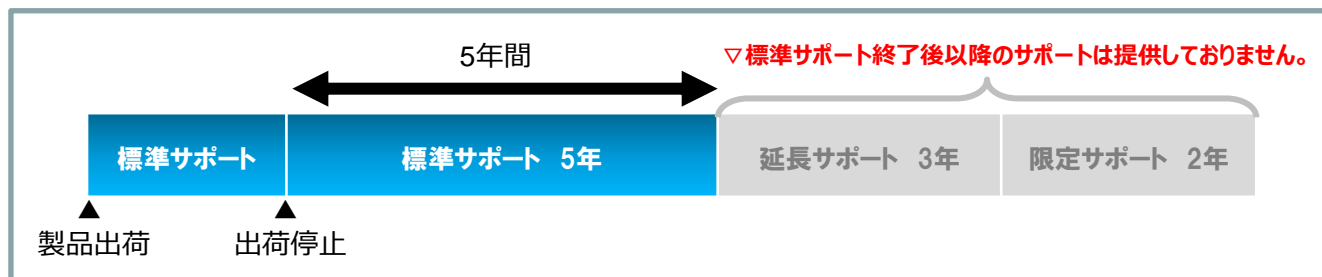 5年間
▽標準サポート終了後以降のサポートは提供しておりません。
標準サポート
標準サポート 5年
延長サポート 3年
限定サポート 2年
製品出荷
出荷停止